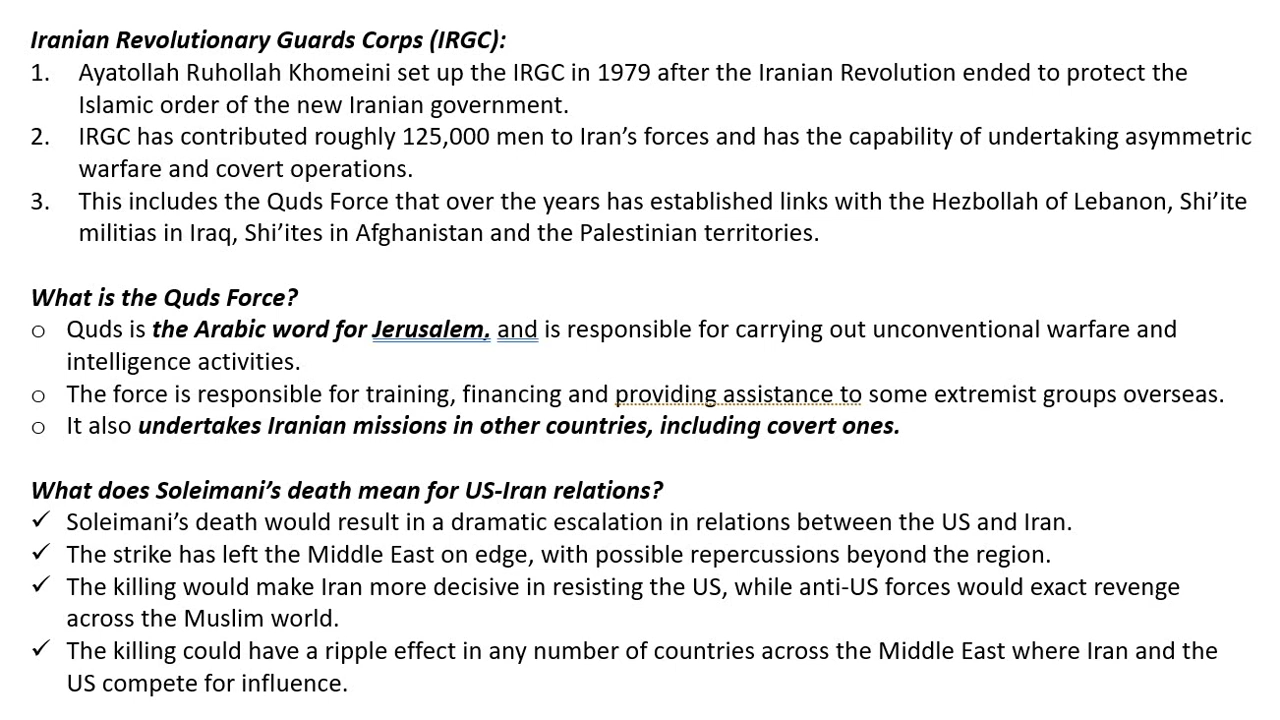 Iranian Revolutionary Guards Corps (IRGC):
1. Ayatollah Ruhollah Khomeini set up the IRGC in 1979 after the Iranian Revolution ended to protect the
Islamic order of the new Iranian government.
2. IRGC has contributed roughly 125,000 men to Iran’s forces and has the capability of undertaking asymmetric
warfare and covert operations.
3. This includes the Quds Force that over the years has established links with the Hezbollah of Lebanon, Shi’ite
militias in Iraq, Shi’ites in Afghanistan and the Palestinian territories.
What is the Quds Force?
o Quds is the Arabic word for Jerusalem, and is responsible for carrying out unconventional warfare and
intelligence activities.
o The force is responsible for training, financing and providing assistance to some extremist groups overseas.
o It also undertakes Iranian missions in other countries, including covert ones.
What does Soleimani’s death mean for US-Iran relations?
✓ Soleimani’s death would result in a dramatic escalation in relations between the US and Iran.
✓ The strike has left the Middle East on edge, with possible repercussions beyond the region.
✓ The killing would make Iran more decisive in resisting the US, while anti-US forces would exact revenge
across the Muslim world.
✓ The killing could have a ripple effect in any number of countries across the Middle East where Iran and the
US compete for influence.